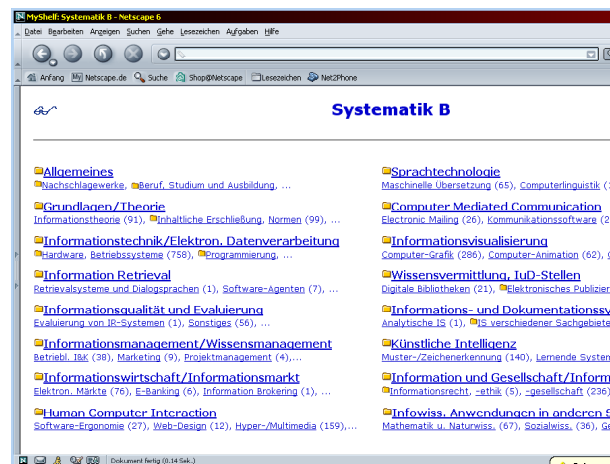 MyShelf: Systematik B - Netscape 6
Datei Bearbeiten Anzeigen Suchen Gehe Lesezeichen Aufgaben Hilfe
Anfang Netscape.de Suche Shop@Netscape Lesezeichen Net2Phone
Systematik B
Allgemeines
Nachschlagewerke, Beruf, Studium und Ausbildung, ...
Grundlagen/Theorie
Informationstheorie (91), Inhaltliche Erschließung, Normen (99), ...
Informationstechnik/Elektron. Datenverarbeitung
Hardware, Betriebssysteme (758), Programmierung, ...
Information Retrieval
Retrievalsysteme und Dialogsprachen (1), Software-Agenten (7), ...
Informationsqualität und Evaluierung
Evaluierung von IR-Systemen (1), Sonstiges (56), ...
Informationsmanagement/Wissensmanagement
Betriebl. I&K (38), Marketing (9), Projektmanagement (4),...
Informationswirtschaft/Informationsmarkt
Elektron. Märkte (76), E-Banking (6), Information Brokering (1), ...
Human Computer Interaction
Software-Ergonomie (27), Web-Design (12), Hyper-/Multimedia (159),...
Sprachtechnologie
Maschinelle Übersetzung (65), Computerlinguistik (
Computer Mediated Communication
Electronic Mailing (26), Kommunikationssoftware (2
Informationsvisualisierung
Computer-Grafik (286), Computer-Animation (62),
Wissensvermittlung, IuD-Stellen
Digitale Bibliotheken (21), Elektronisches Publizier
Informations- und Dokumentationssy
Analytische IS (1), IS verschiedener Sachgebiete
Künstliche Intelligenz
Muster-/Zeichenerkennung (140), Lernende System
Information und Gesellschaft/Inform
Informationsrecht, -ethik (5), -gesellschaft (236)
Infowiss. Anwendungen in anderen S
Mathematik u. Naturwiss. (67), Sozialwiss. (36), Ge
Dokument fertig (0.14 Sek.)